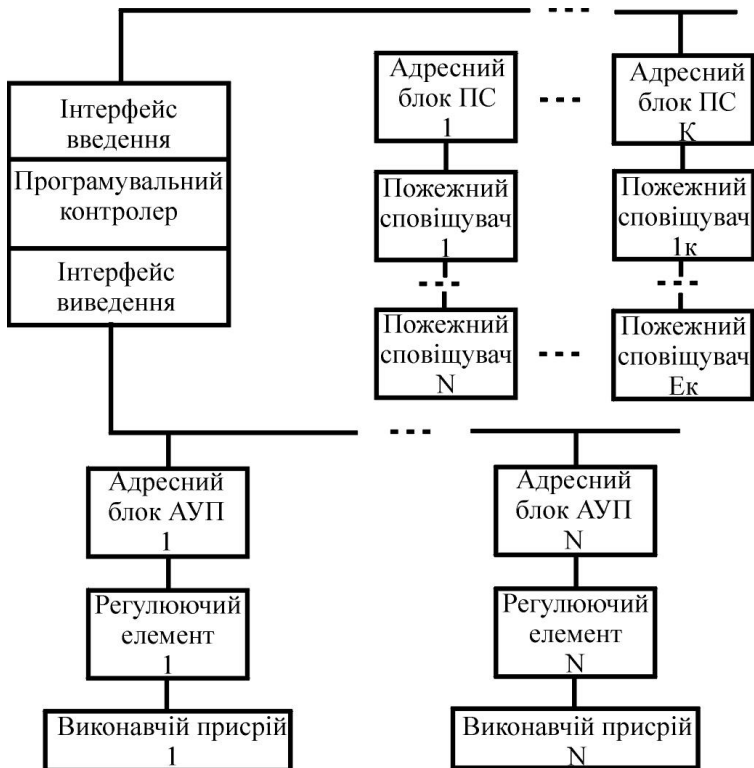 Інтерфейс
введення
Програмувальний
контролер
Інтерфейс
виведення
Адресний
блок ПС
1
Адресний
блок ПС
К
Пожежний
сповіщувач
1
Пожежний
сповіщувач
1к
Пожежний
сповіщувач
N
Пожежний
сповіщувач
Ек
Адресний
блок АУП
1
Адресний
блок АУП
N
Регулюючий
елемент
1
Регулюючий
елемент
N
Виконавчій присрій
1
Виконавчій присрій
N